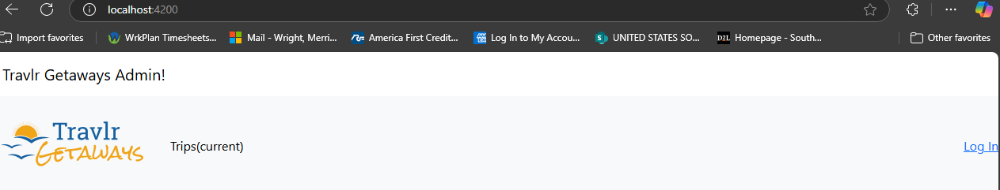 localhost:4200
Import favorites
WrkPlan Timesheets...
Mail - Wright, Merri...
America First Credit...
Log In to My Accou...
UNITED STATES SO...
D2L
Homepage - South...
Other favorites
Travlr Getaways Admin!
Travlr
GETAWAYS
Trips(current)
Log In